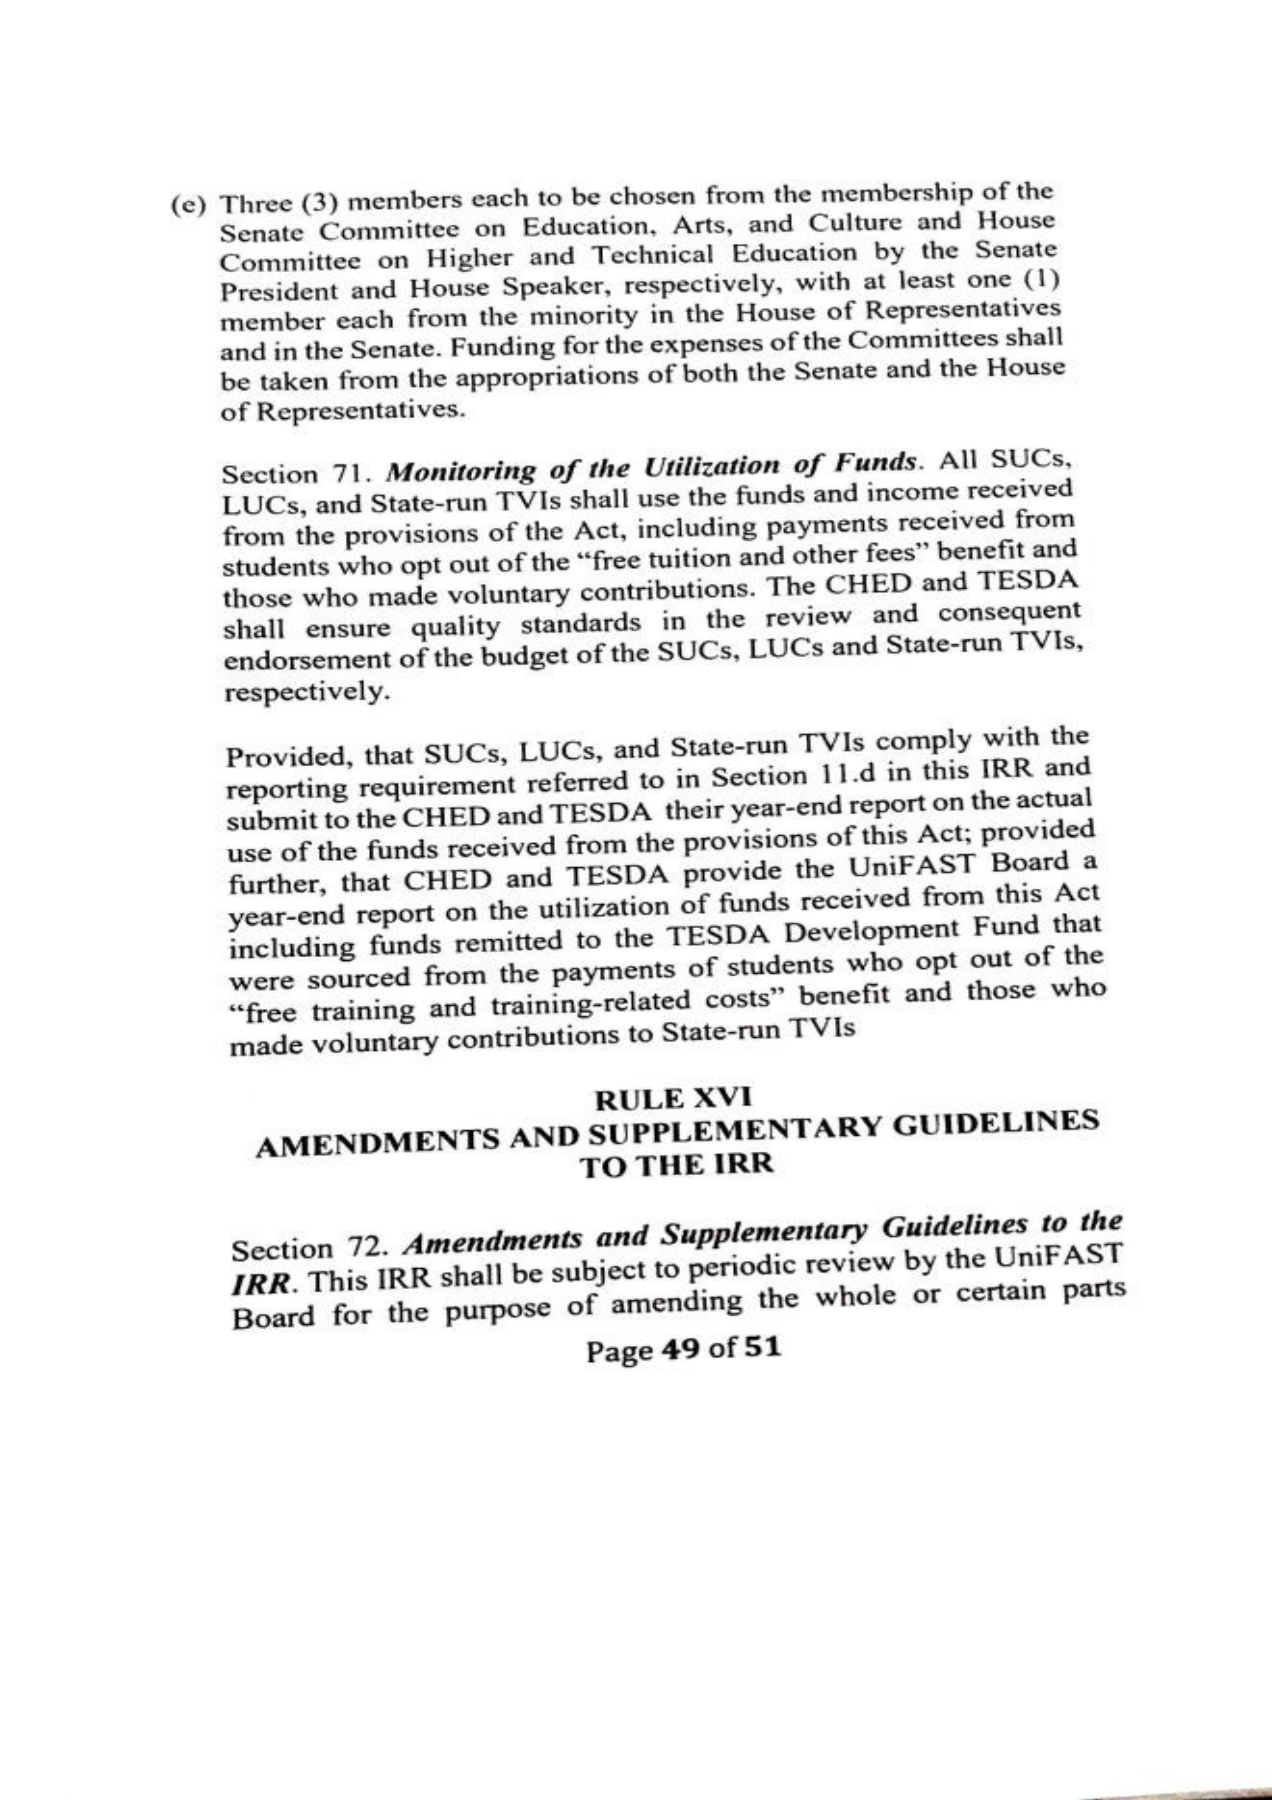 (e) Three (3) members each to be chosen from the membership of the
Senate Committee on Education, Arts, and Culture and House
Committee on Higher and Technical Education by the Senate
President and House Speaker, respectively, with at least one (1)
member each from the minority in the House of Representatives
and in the Senate. Funding for the expenses of the Committees shall
be taken from the appropriations of both the Senate and the House
of Representatives.
Section 71. Monitoring of the Utilization of Funds. All SUCs,
LUCs, and State-run TVIs shall use the funds and income received
from the provisions of the Act, including payments received from
students who opt out of the “free tuition and other fees” benefit and
those who made voluntary contributions. The CHED and TESDA
shall ensure quality standards in the review and consequent
endorsement of the budget of the SUCs, LUCs and State-run TVIs,
respectively.
Provided, that SUCs, LUCs, and State-run TVIs comply with the
reporting requirement referred to in Section 11.d in this IRR and
submit to the CHED and TESDA their year-end report on the actual
use of the funds received from the provisions of this Act; provided
further, that CHED and TESDA provide the UniFAST Board a
year-end report on the utilization of funds received from this Act
including funds remitted to the TESDA Development Fund that
were sourced from the payments of students who opt out of the
“free training and training-related costs” benefit and those who
made voluntary contributions to State-run TVIs
RULE XVI
AMENDMENTS AND SUPPLEMENTARY GUIDELINES
TO THE IRR
Section 72. Amendments and Supplementary Guidelines to the
IRR. This IRR shall be subject to periodic review by the UniFAST
Board for the purpose of amending the whole or certain parts
Page 49 of 51